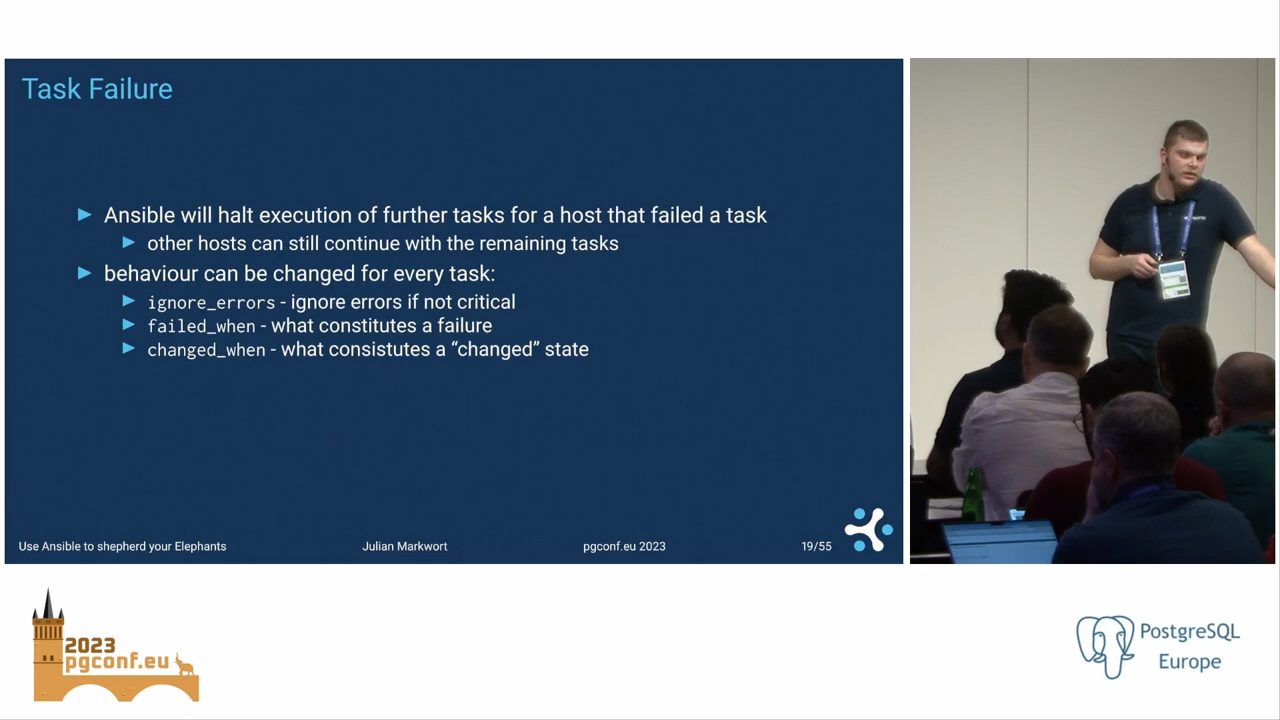 Task Failure
Ansible will halt execution of further tasks for a host that failed a task
other hosts can still continue with the remaining tasks
behaviour can be changed for every task:
ignore_errors - ignore errors if not critical
failed_when - what constitutes a failure
changed_when - what consistutes a “changed” state
Use Ansible to shepherd your Elephants
Julian Markwort
pgconf.eu 2023
19/55
2023
pgconf.eu
PostgreSQL
Europe